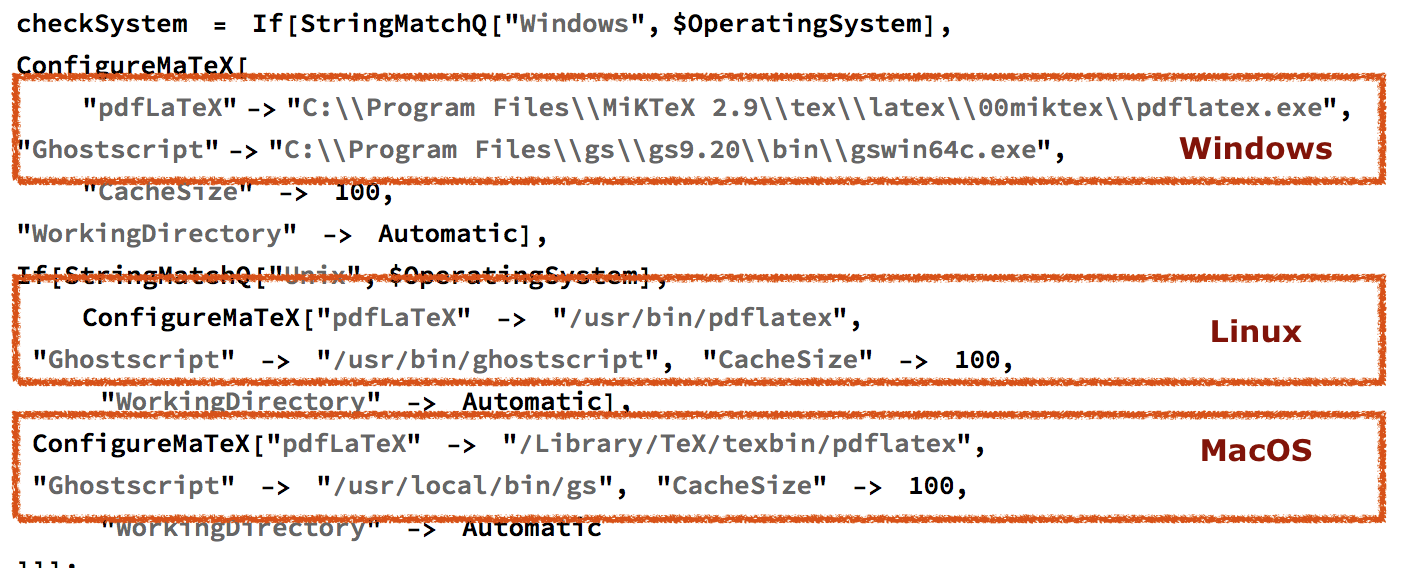 checkSystem = If[StringMatchQ["Windows", $OperatingSystem],
ConfigureMaTeX[
"pdfLaTeX" -> "C:\\Program Files\\MiKTeX 2.9\\tex\\latex\\00miktex\\pdflatex.exe",
"Ghostscript" -> "C:\\Program Files\\gs\\gs9.20\\bin\\gswin64c.exe",
Windows
"CacheSize" -> 100,
"WorkingDirectory" -> Automatic],
If[StringMatchQ["Unix", $OperatingSystem],
ConfigureMaTeX["pdfLaTeX" -> "/usr/bin/pdflatex",
Linux
"Ghostscript" -> "/usr/bin/ghostscript", "CacheSize" -> 100,
"WorkingDirectory" -> Automatic],
ConfigureMaTeX["pdfLaTeX" -> "/Library/TeX/texbin/pdflatex",
MacOS
"Ghostscript" -> "/usr/local/bin/gs", "CacheSize" -> 100,
"WorkingDirectory" -> Automatic